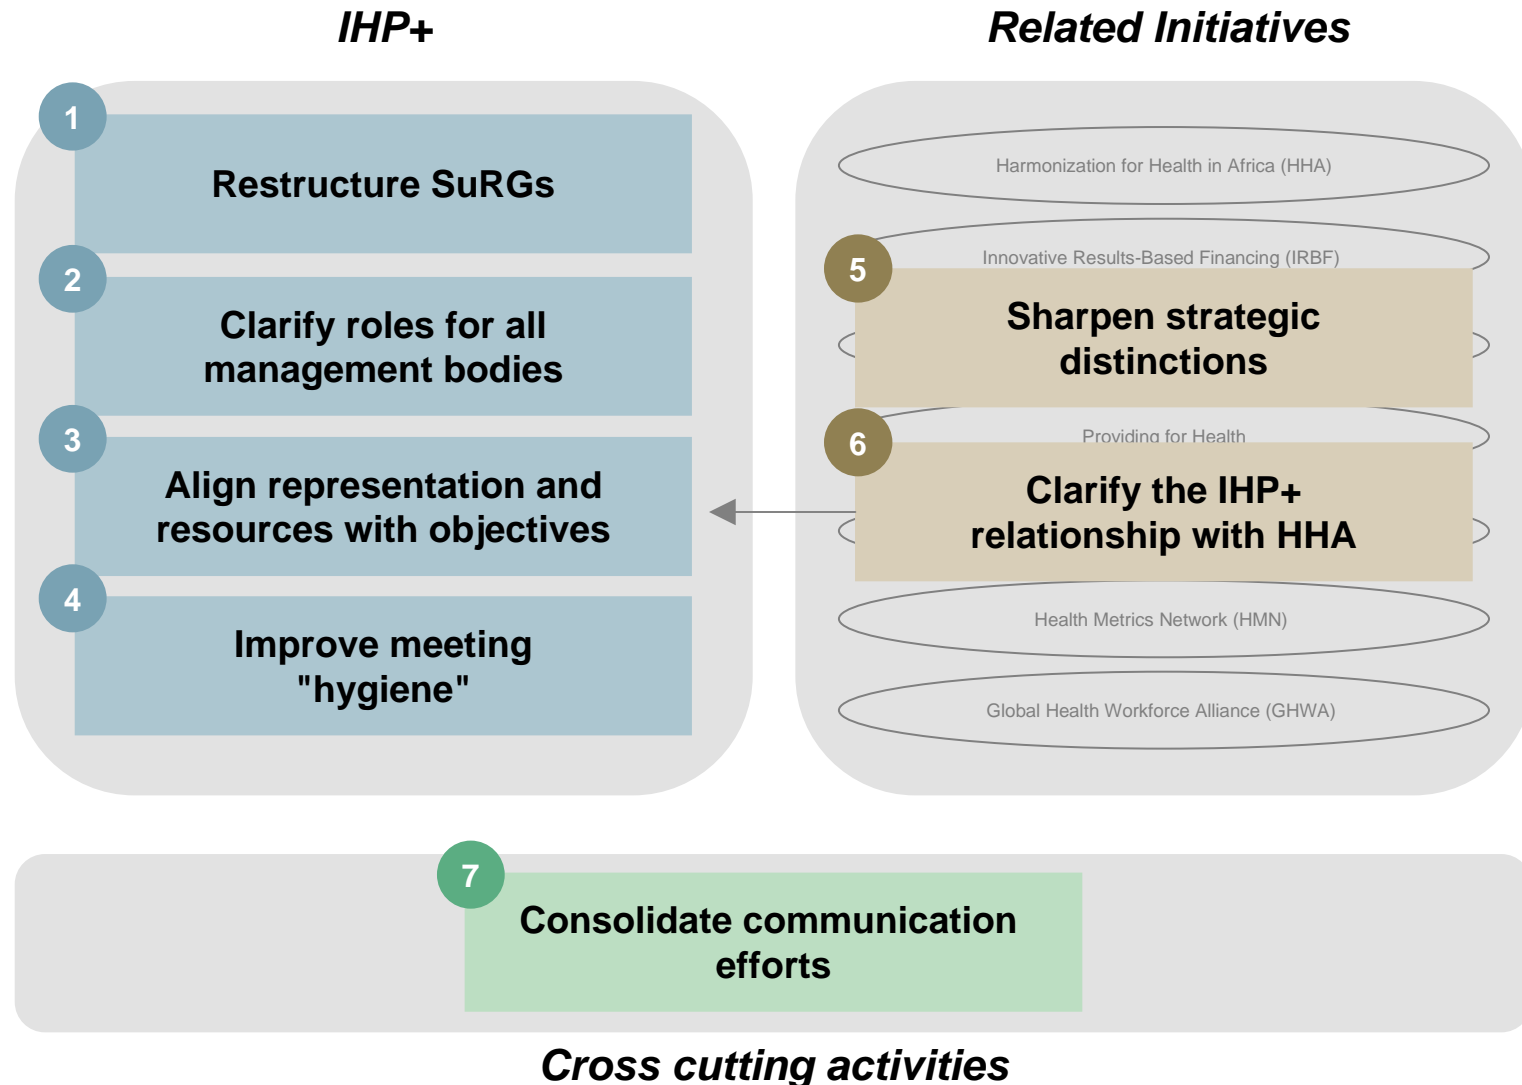 IHP+
1
Restructure SuRGs
2
Clarify roles for all
management bodies
3
Align representation and
resources with objectives
4
Improve meeting
"hygiene"
Related Initiatives
Harmonization for Health in Africa (HHA)
Innovative Results-Based Financing (IRBF)
5
Sharpen strategic
distinctions
Providing for Health
6
Clarify the IHP+
relationship with HHA
Health Metrics Network (HMN)
Global Health Workforce Alliance (GHWA)
7
Consolidate communication
efforts
Cross cutting activities